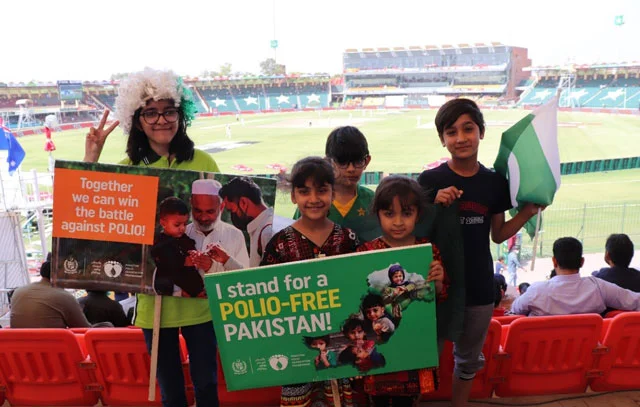 Together
we can win
the battle
against POLIO!
I stand for a
POLIO-FREE
PAKISTAN!